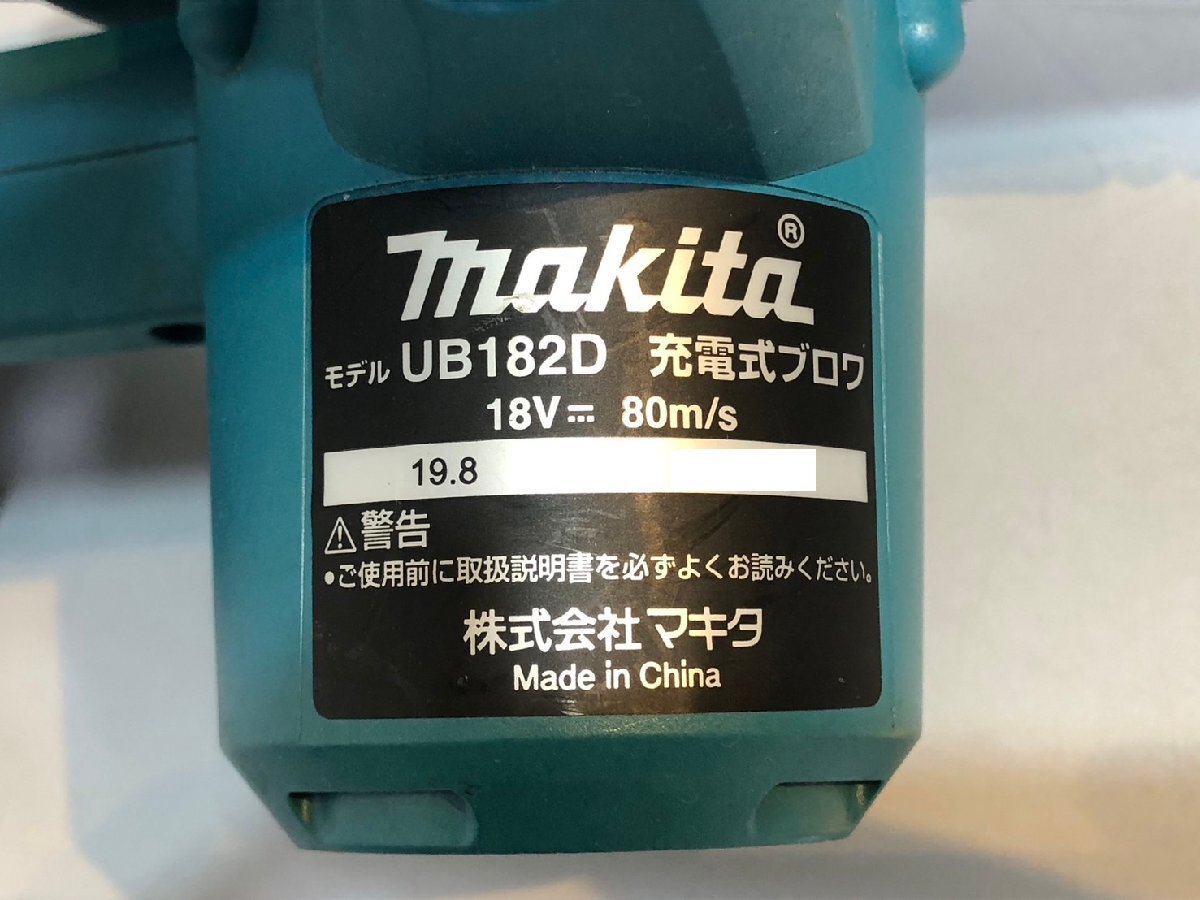 makita®
モデル UB182D 充電式ブロワ
18V⎓ 80m/s
19.8
⚠警告
•ご使用前に取扱説明書を必ずよくお読みください。
株式会社マキタ
Made in China